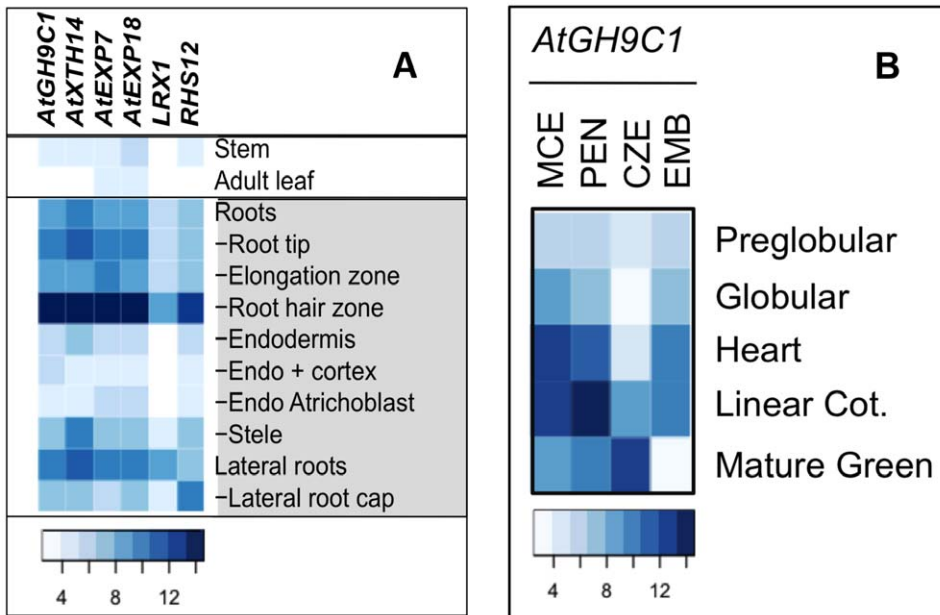 AtGH9C1
AtXTH14
AtEXP7
AtEXP18
LRX1
RHS12
A
Stem
Adult leaf
Roots
−Root tip
−Elongation zone
−Root hair zone
−Endodermis
−Endo + cortex
−Endo Atrichoblast
−Stele
Lateral roots
−Lateral root cap
4 8 12
AtGH9C1
B
MCE
PEN
CZE
EMB
Preglobular
Globular
Heart
Linear Cot.
Mature Green
4 8 12